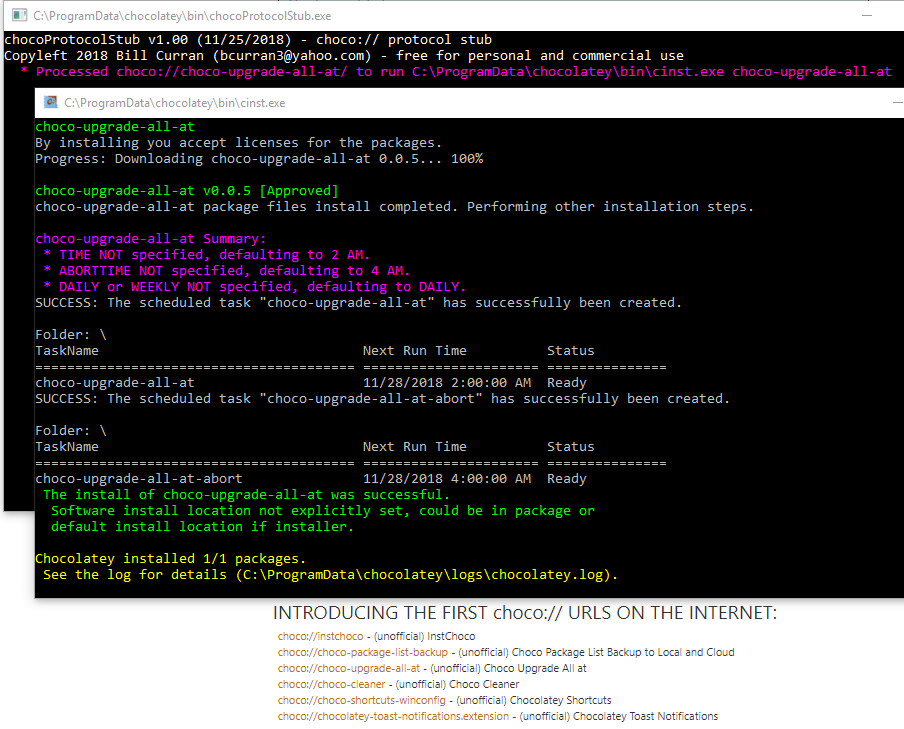 C:\ProgramData\chocolatey\bin\chocoProtocolStub.exe
chocoProtocolStub v1.00 (11/25/2018) - choco:// protocol stub
Copyleft 2018 Bill Curran (bcurran3@yahoo.com) - free for personal and commercial use
* Processed choco://choco-upgrade-all-at/ to run C:\ProgramData\chocolatey\bin\cinst.exe choco-upgrade-all-at
C:\ProgramData\chocolatey\bin\cinst.exe
choco-upgrade-all-at
By installing you accept licenses for the packages.
Progress: Downloading choco-upgrade-all-at 0.0.5... 100%
choco-upgrade-all-at v0.0.5 [Approved]
choco-upgrade-all-at package files install completed. Performing other installation steps.
choco-upgrade-all-at Summary:
* TIME NOT specified, defaulting to 2 AM.
* ABORTTIME NOT specified, defaulting to 4 AM.
* DAILY or WEEKLY NOT specified, defaulting to DAILY.
SUCCESS: The scheduled task "choco-upgrade-all-at" has successfully been created.
Folder: \
TaskName Next Run Time Status
======================================== ====================== ===============
choco-upgrade-all-at 11/28/2018 2:00:00 AM Ready
SUCCESS: The scheduled task "choco-upgrade-all-at-abort" has successfully been created.
Folder: \
TaskName Next Run Time Status
======================================== ====================== ===============
choco-upgrade-all-at-abort 11/28/2018 4:00:00 AM Ready
The install of choco-upgrade-all-at was successful.
Software install location not explicitly set, could be in package or
default install location if installer.
Chocolatey installed 1/1 packages.
See the log for details (C:\ProgramData\chocolatey\logs\chocolatey.log).
INTRODUCING THE FIRST choco:// URLS ON THE INTERNET:
choco://instchoco - (unofficial) InstChoco
choco://choco-package-list-backup - (unofficial) Choco Package List Backup to Local and Cloud
choco://choco-upgrade-all-at - (unofficial) Choco Upgrade All at
choco://choco-cleaner - (unofficial) Choco Cleaner
choco://choco-shortcuts-winconfig - (unofficial) Chocolatey Shortcuts
choco://chocolatey-toast-notifications.extension - (unofficial) Chocolatey Toast Notifications